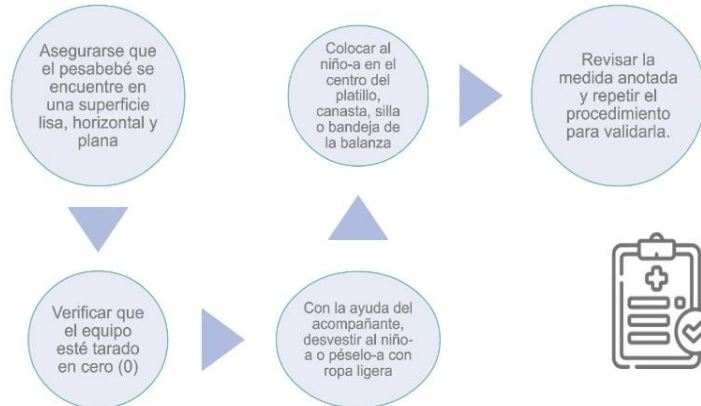 Asegurarse que
el pesabebé se
encuentre en
una superficie
lisa, horizontal y
plana
Verificar que
el equipo
esté tarado
en cero (0)
Con la ayuda del
acompañante,
desvestir al niño-
a o péselo-a con
ropa ligera
Colocar al
niño-a en el
centro del
platillo,
canasta, silla
o bandeja de
la balanza
Revisar la
medida anotada
y repetir el
procedimiento
para validarla.